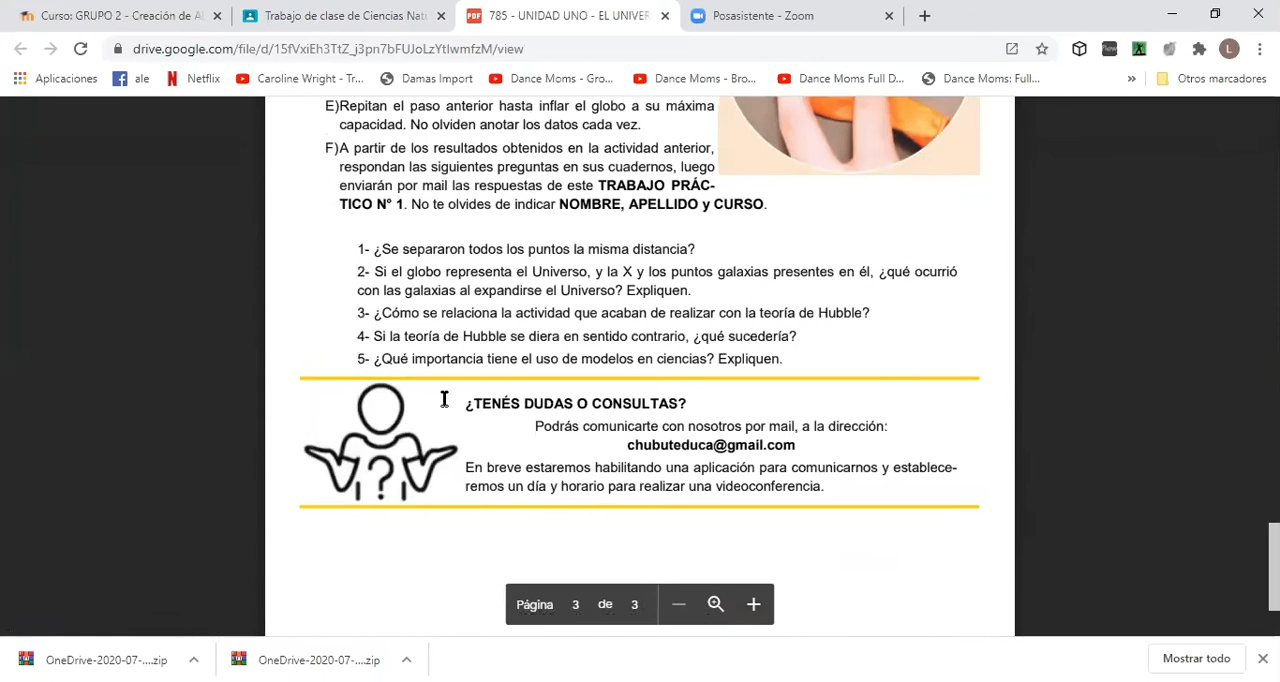 Curso: GRUPO 2 - Creación de AL
Trabajo de clase de Ciencias Natu
785 - UNIDAD UNO - EL UNIVER
Posasistente - Zoom
drive.google.com/file/d/15fVxiEh3TtZ_j3pn7bFUJoLzYtIwmfzM/view
Aplicaciones
ale
Netflix
Caroline Wright - Tr...
Damas Import
Dance Moms - Gro...
Dance Moms - Bro...
Dance Moms Full D...
Dance Moms: Full...
»
Otros marcadores
E)Repitan el paso anterior hasta inflar el globo a su máxima
capacidad. No olviden anotar los datos cada vez.
F)A partir de los resultados obtenidos en la actividad anterior,
respondan las siguientes preguntas en sus cuadernos, luego
enviarán por mail las respuestas de este TRABAJO PRÁC-
TICO N° 1. No te olvides de indicar NOMBRE, APELLIDO y CURSO.
1- ¿Se separaron todos los puntos la misma distancia?
2- Si el globo representa el Universo, y la X y los puntos galaxias presentes en él, ¿qué ocurrió
con las galaxias al expandirse el Universo? Expliquen.
3- ¿Cómo se relaciona la actividad que acaban de realizar con la teoría de Hubble?
4- Si la teoría de Hubble se diera en sentido contrario, ¿qué sucedería?
5- ¿Qué importancia tiene el uso de modelos en ciencias? Expliquen.
?
¿TENÉS DUDAS O CONSULTAS?
Podrás comunicarte con nosotros por mail, a la dirección:
chubuteduca@gmail.com
En breve estaremos habilitando una aplicación para comunicarnos y estable-
remos un día y horario para realizar una videoconferencia.
Página 3 de 3
OneDrive-2020-07-....zip
OneDrive-2020-07-....zip
Mostrar todo